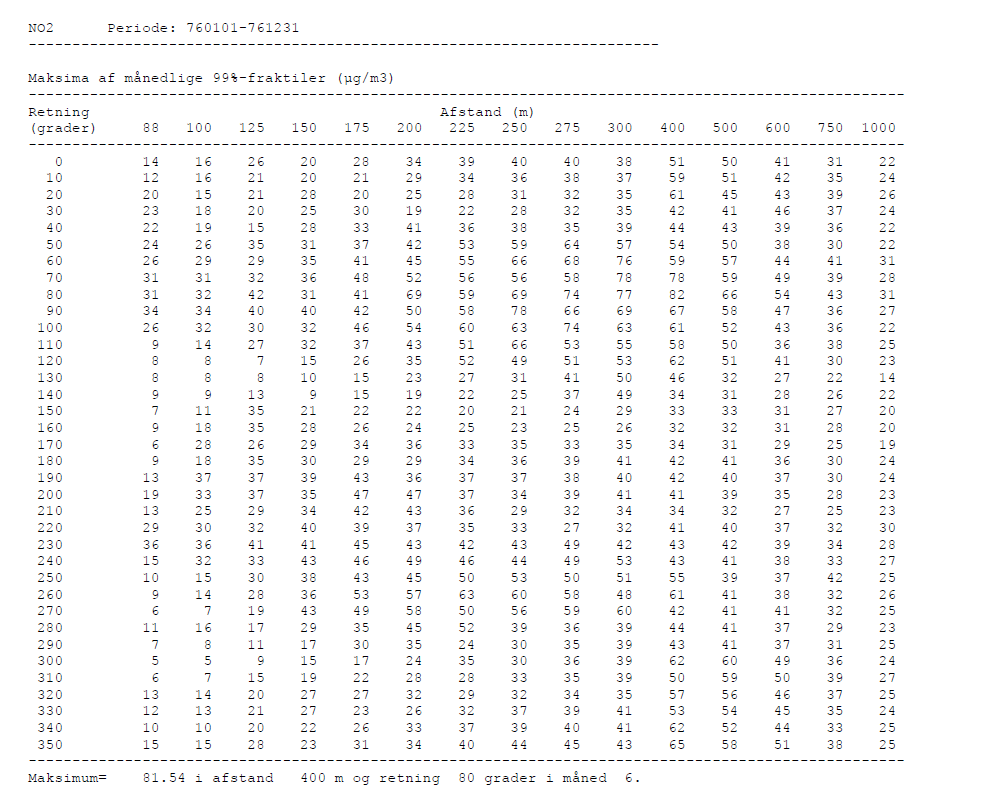 NO2      Periode: 760101-761231
------------------------------------------------------------------------
Maksima af månedlige 99%-fraktiler (µg/m3)
----------------------------------------------------------------------------------------------------
Retning                                        Afstand (m)
(grader)     88   100   125   150   175   200   225   250   275   300   400   500   600   750  1000
----------------------------------------------------------------------------------------------------
   0         14    16    26    20    28    34    39    40    40    38    51    50    41    31    22
  10         12    16    21    20    21    29    34    36    38    37    59    51    42    35    24
  20         20    15    21    28    20    25    28    31    32    35    61    45    43    39    26
  30         23    18    20    25    30    19    22    28    32    35    42    41    46    37    24
  40         22    19    15    28    33    41    36    38    35    39    44    43    39    36    22
  50         24    26    35    31    37    42    53    59    64    57    54    50    38    30    22
  60         26    29    29    35    41    45    55    66    68    76    59    57    44    41    31
  70         31    31    32    36    48    52    56    56    58    78    78    59    49    39    28
  80         31    32    42    31    41    69    59    69    74    77    82    66    54    43    31
  90         34    34    40    40    42    50    58    78    66    69    67    58    47    36    27
 100         26    32    30    32    46    54    60    63    74    63    61    52    43    36    22
 110          9    14    27    32    37    43    51    66    53    55    58    50    36    38    25
 120          8     8     7    15    26    35    52    49    51    53    62    51    41    30    23
 130          8     8     8    10    15    23    27    31    41    50    46    32    27    22    14
 140          9     9    13     9    15    19    22    25    37    49    34    31    28    26    22
 150          7    11    35    21    22    22    20    21    24    29    33    33    31    27    20
 160          9    18    35    28    26    24    25    23    25    26    32    32    31    28    20
 170          6    28    26    29    34    36    33    35    33    35    34    31    29    25    19
 180          9    18    35    30    29    29    34    36    39    41    42    41    36    30    24
 190         13    37    37    39    43    36    37    37    38    40    42    40    37    30    24
 200         19    33    37    35    47    47    37    34    39    41    41    39    35    28    23
 210         13    25    29    34    42    43    36    29    32    34    34    32    27    25    23
 220         29    30    32    40    39    37    35    33    27    32    41    40    37    32    30
 230         36    36    41    41    45    43    42    43    49    42    43    42    39    34    28
 240         15    32    33    43    46    49    46    44    49    53    43    41    38    33    27
 250         10    15    30    38    43    45    50    53    50    51    55    39    37    42    25
 260          9    14    28    36    53    57    63    60    58    48    61    41    38    32    26
 270          6     7    19    43    49    58    50    56    59    60    42    41    41    32    25
 280         11    16    17    29    35    45    52    39    36    39    44    41    37    29    23
 290          7     8    11    17    30    35    24    30    35    39    43    41    37    31    25
 300          5     5     9    15    17    24    35    30    36    39    62    60    49    36    24
 310          6     7    15    19    22    28    28    33    35    39    50    59    50    39    27
 320         13    14    20    27    27    32    29    32    34    35    57    56    46    37    25
 330         12    13    21    27    23    26    32    37    39    41    53    54    45    35    24
 340         10    10    20    22    26    33    37    39    40    41    62    52    44    33    25
 350         15    15    28    23    31    34    40    44    45    43    65    58    51    38    25
----------------------------------------------------------------------------------------------------
Maksimum=    81.54 i afstand   400 m og retning  80 grader i måned  6.